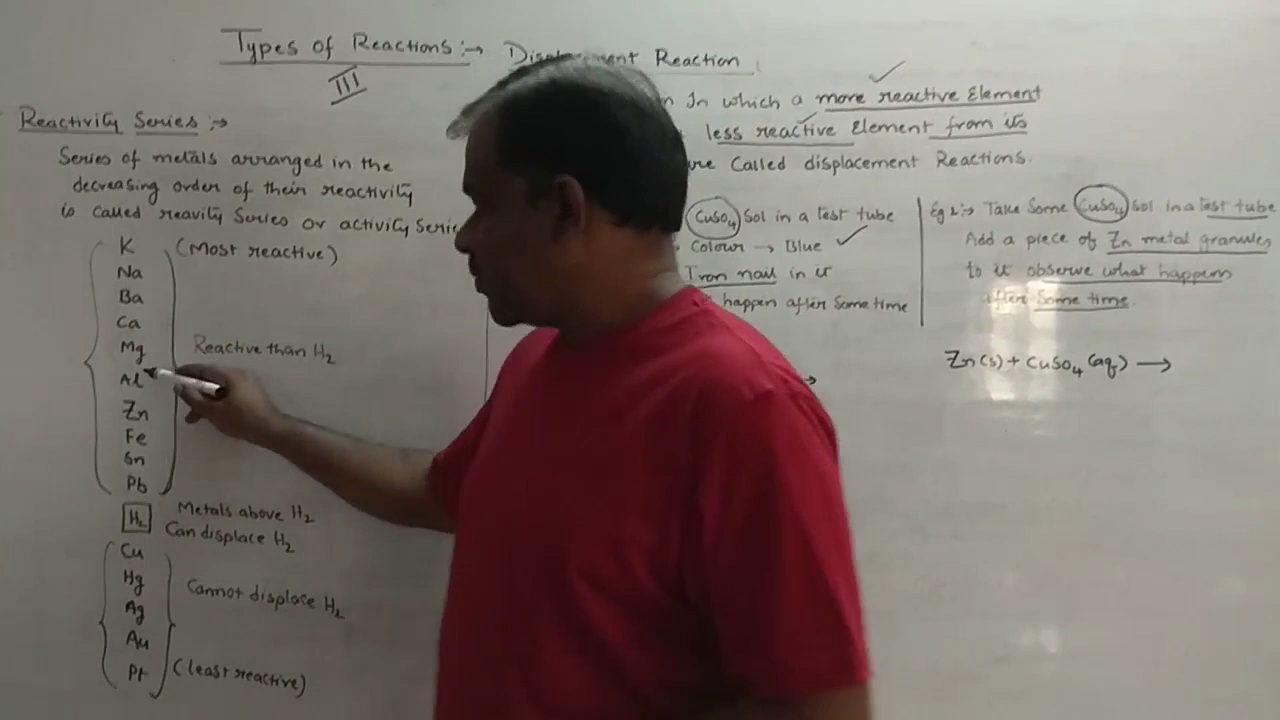 Types of Reactions:→ Displacement Reaction
III
Reactivity Series :→
Series of metals arranged in the
decreasing order of their reactivity
is called reavity Series or activity Serie
K (Most reactive)
Na
Ba
Ca
Mg
Reactive than H₂
Al
Zn
Fe
Sn
Pb
H₂
Metals above H₂
Can displace H₂
Cu
Hg
Cannot displace H₂
Ag
Au
Pt (least reactive)
In which a more reactive Element
less reactive Element from its
Called displacement Reactions.
CuSO₄ Sol in a test tube
Colour → Blue
Iron nail in it
happen after Some time
Eg 2:→ Take Some CuSO₄ Sol in a test tube
Add a piece of Zn metal granules
to it observe what happen
after Some time.
Zn(s) + CuSO₄ (aq) →